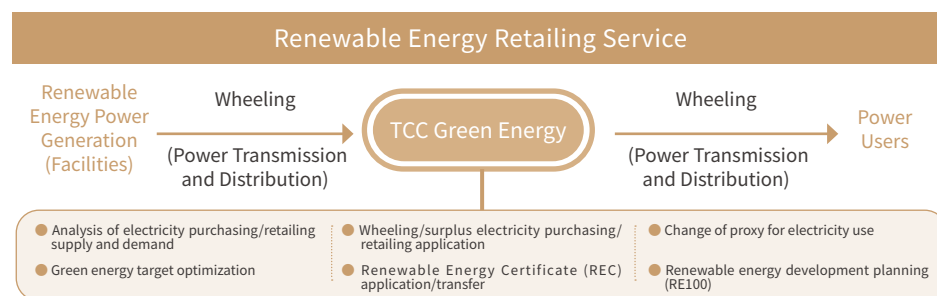 Renewable Energy Retailing Service
Renewable
Energy Power
Generation
(Facilities)
Wheeling
(Power Transmission
and Distribution)
TCC Green Energy
Wheeling
(Power Transmission
and Distribution)
Power
Users
Analysis of electricity purchasing/retailing
supply and demand
Green energy target optimization
Wheeling/surplus electricity purchasing/
retailing application
Renewable Energy Certificate (REC)
application/transfer
Change of proxy for electricity use
Renewable energy development planning
(RE100)